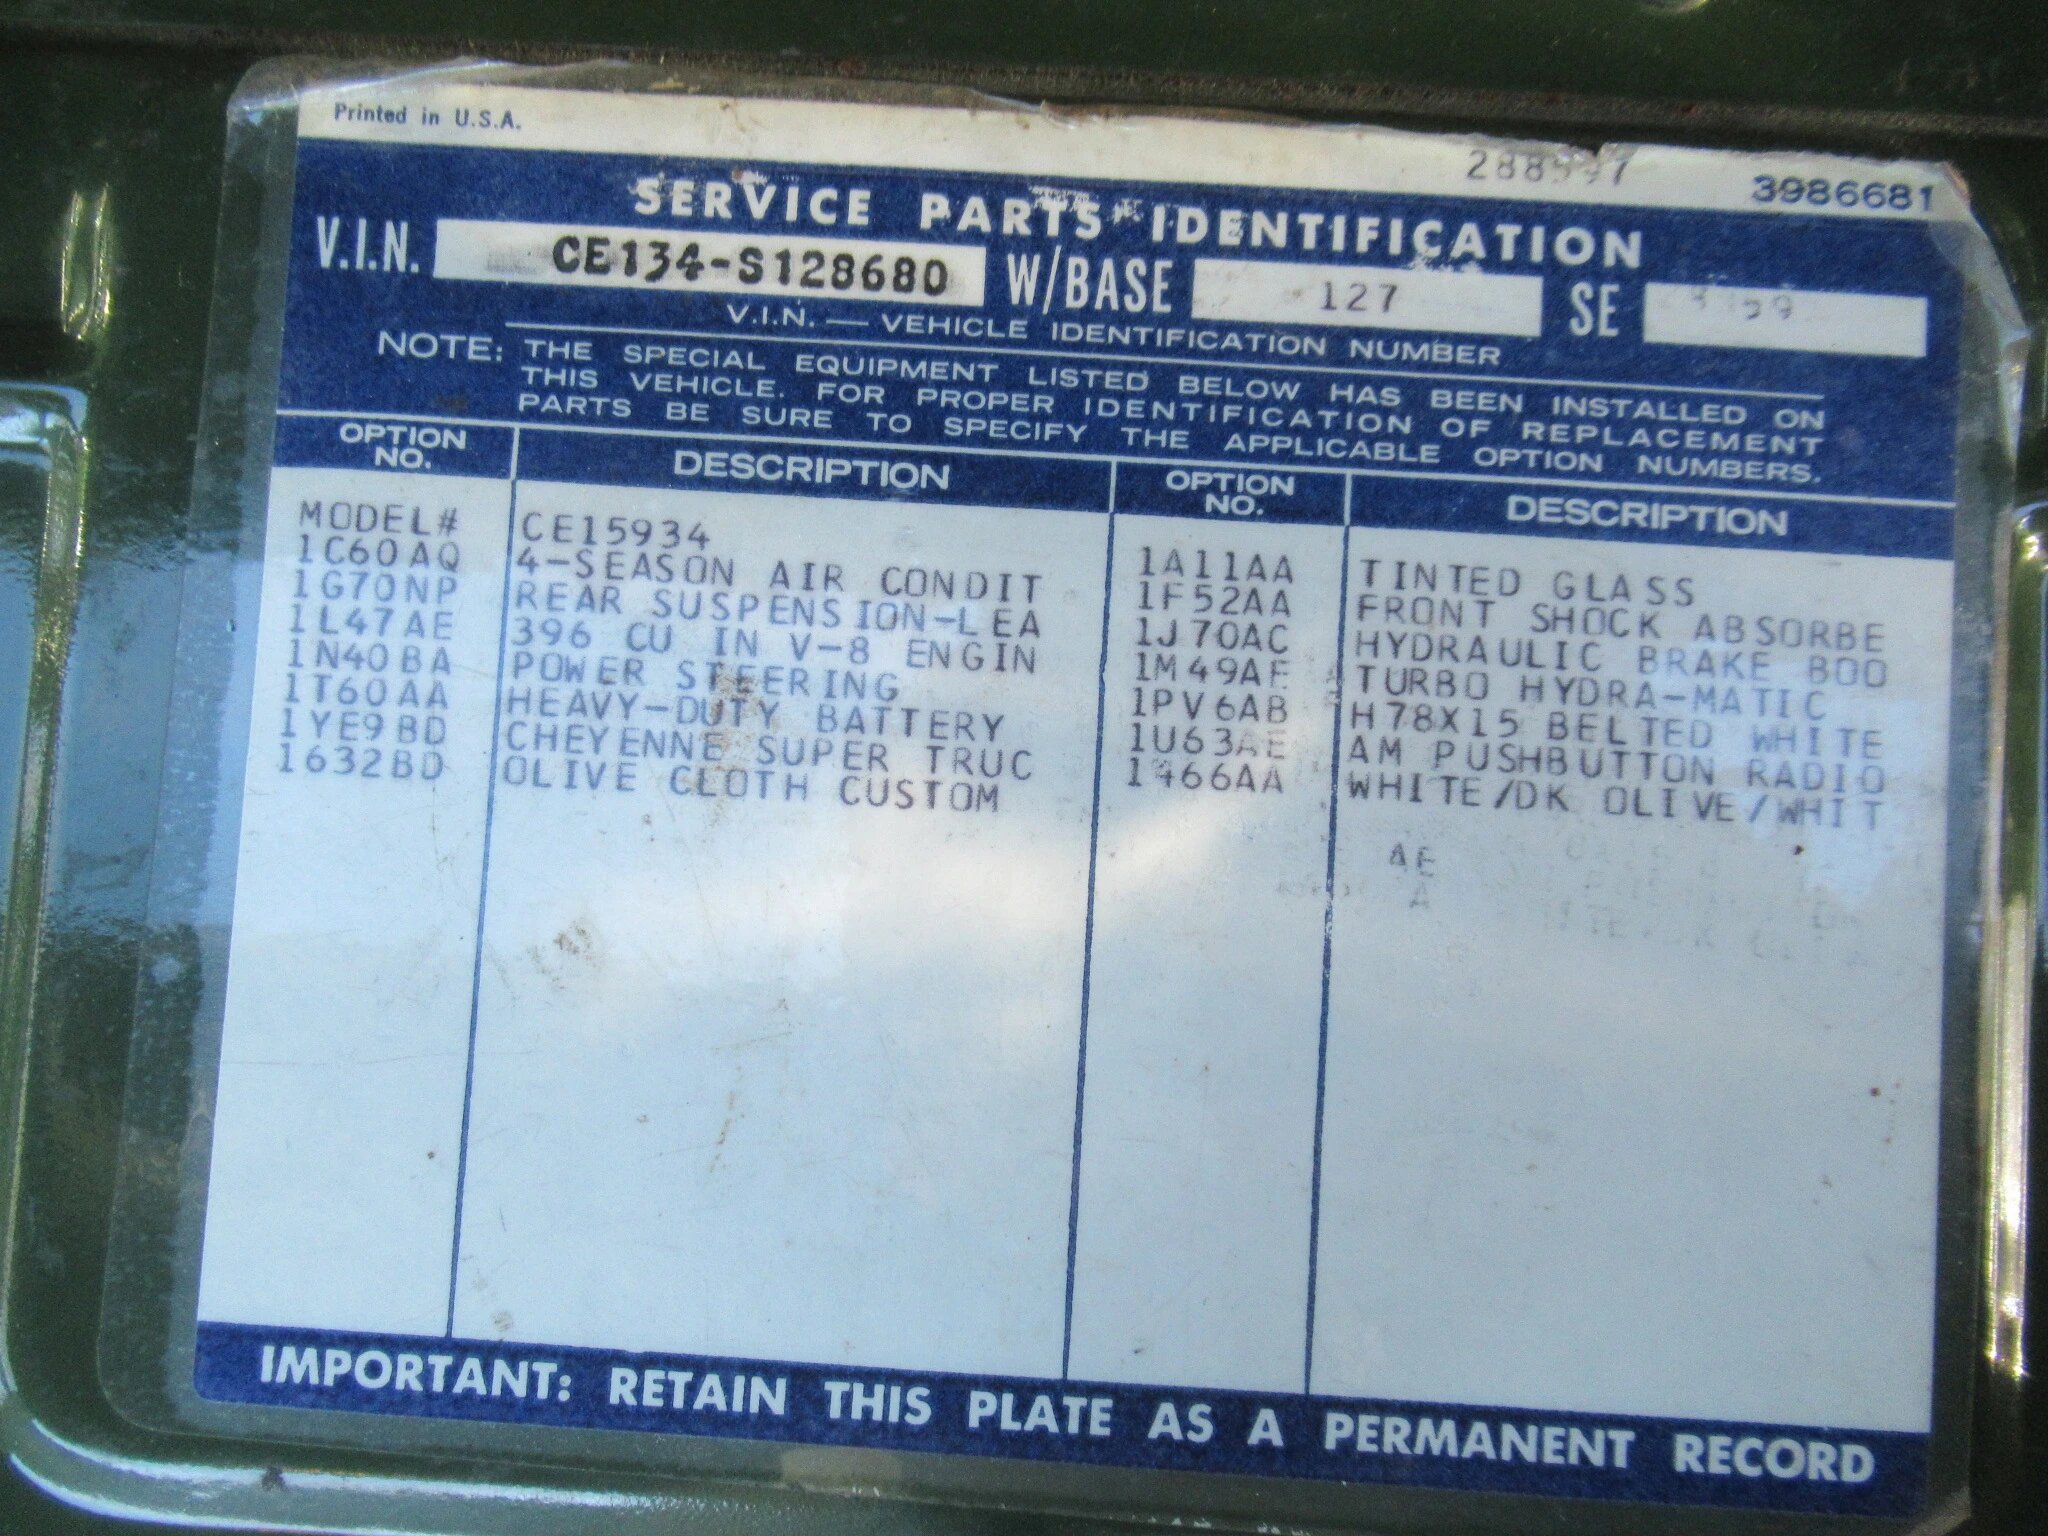 Printed in U.S.A.
3986681
SERVICE PARTS IDENTIFICATION
V.I.N. CE134-S128680 W/BASE 127 SE
V.I.N. — VEHICLE IDENTIFICATION NUMBER
NOTE: THE SPECIAL EQUIPMENT LISTED BELOW HAS BEEN INSTALLED ON
THIS VEHICLE. FOR PROPER IDENTIFICATION OF REPLACEMENT
PARTS BE SURE TO SPECIFY THE APPLICABLE OPTION NUMBERS.
OPTION NO. DESCRIPTION OPTION NO. DESCRIPTION
MODEL# CE15934
1C60AQ 4-SEASON AIR CONDIT 1A11AA TINTED GLASS
1G70NP REAR SUSPENSION-LEA 1F52AA FRONT SHOCK ABSORBE
1L47AE 396 CU IN V-8 ENGIN 1J70AC HYDRAULIC BRAKE BOO
1N40BA POWER STEERING 1M49AE TURBO HYDRA-MATIC
1T60AA HEAVY-DUTY BATTERY 1PV6AB H78X15 BELTED WHITE
1YE9BD CHEYENNE SUPER TRUC 1U63AE AM PUSHBUTTON RADIO
1632BD OLIVE CLOTH CUSTOM 1466AA WHITE/DK OLIVE/WHIT
AE
A
IMPORTANT: RETAIN THIS PLATE AS A PERMANENT RECORD